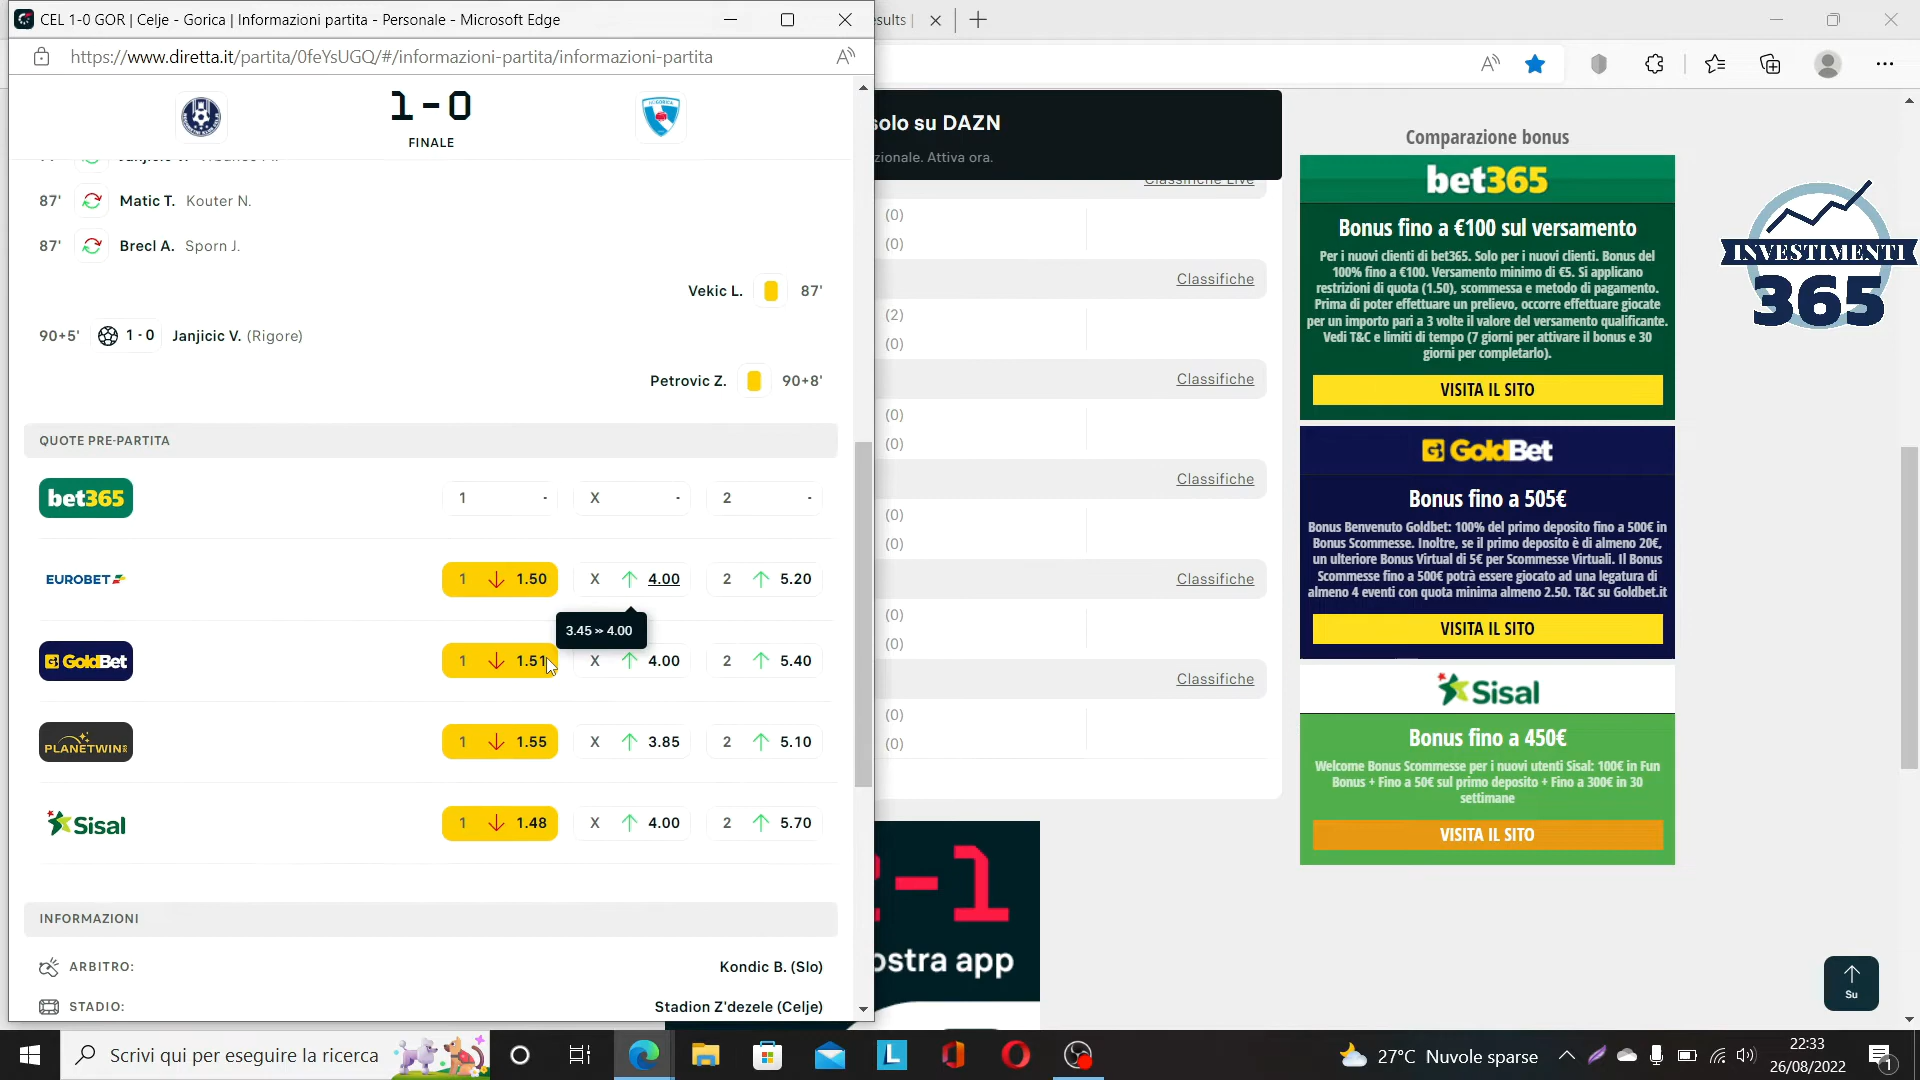 CEL 1-0 GOR | Celje - Gorica | Informazioni partita - Personale - Microsoft Edge
https://www.diretta.it/partita/0feYsUGQ/#/informazioni-partita/informazioni-partita
1-0
FINALE
87' Matic T. Kouter N.
87' Brecl A. Sporn J.
Vekic L. 87'
90+5' 1 - 0 Janjicic V. (Rigore)
Petrovic Z. 90+8'
QUOTE PRE-PARTITA
bet365 1 - X - 2 -
EUROBET 1 1.50 X 4.00 2 5.20
3.45 » 4.00
GoldBet 1 1.51 X 4.00 2 5.40
PLANETWIN 1 1.55 X 3.85 2 5.10
Sisal 1 1.48 X 4.00 2 5.70
INFORMAZIONI
ARBITRO: Kondic B. (Slo)
STADIO: Stadion Z'dezele (Celje)
solo su DAZN
zionale. Attiva ora.
Classifiche Live
(0)
(0)
Classifiche
(2)
(0)
Classifiche
(0)
(0)
Classifiche
(0)
(0)
Classifiche
(0)
(0)
Classifiche
(0)
(0)
-1
ostra app
Comparazione bonus
bet365
Bonus fino a €100 sul versamento
Per i nuovi clienti di bet365. Solo per i nuovi clienti. Bonus del
100% fino a €100. Versamento minimo di €5. Si applicano
restrizioni di quota (1.50), scommessa e metodo di pagamento.
Prima di poter effettuare un prelievo, occorre effettuare giocate
per un importo pari a 3 volte il valore del versamento qualificante.
Vedi T&C e limiti di tempo (7 giorni per attivare il bonus e 30
giorni per completarlo).
VISITA IL SITO
GoldBet
Bonus fino a 505€
Bonus Benvenuto Goldbet: 100% del primo deposito fino a 500€ in
Bonus Scommesse. Inoltre, se il primo deposito è di almeno 20€,
un ulteriore Bonus Virtual di 5€ per Scommesse Virtuali. Il Bonus
Scommesse fino a 500€ potrà essere giocato ad una legatura di
almeno 4 eventi con quota minima almeno 2.50. T&C su Goldbet.it
VISITA IL SITO
Sisal
Bonus fino a 450€
Welcome Bonus Scommesse per i nuovi utenti Sisal: 100€ in Fun
Bonus + Fino a 50€ sul primo deposito + Fino a 300€ in 30
settimane
VISITA IL SITO
INVESTIMENTI
365
Su
Scrivi qui per eseguire la ricerca
27°C Nuvole sparse
22:33
26/08/2022
1